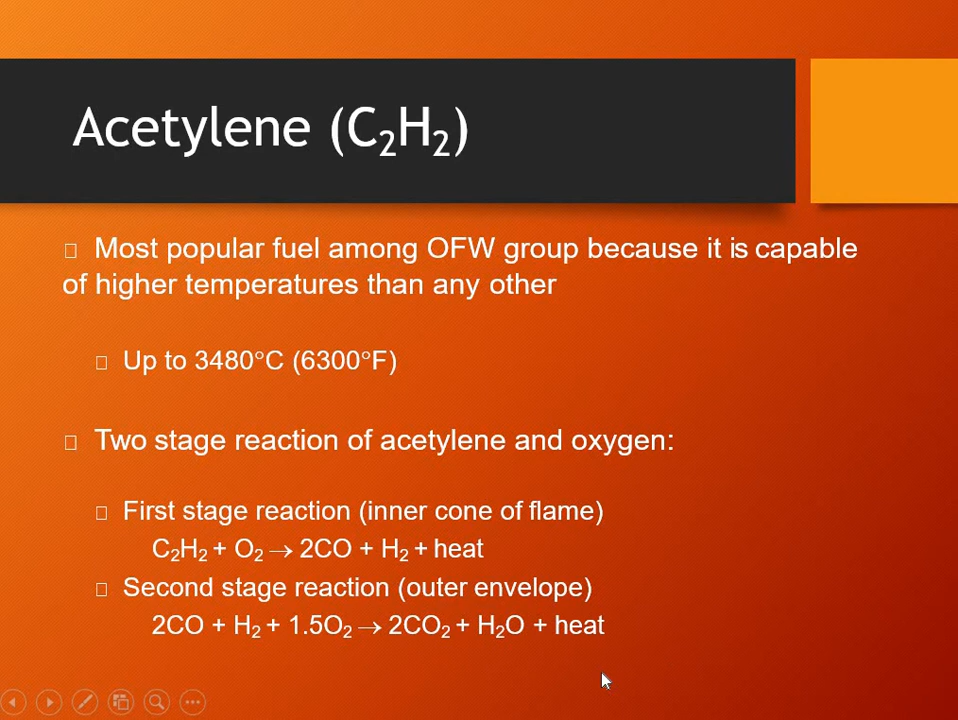 Acetylene (C₂H₂)
Most popular fuel among OFW group because it is capable
of higher temperatures than any other
Up to 3480°C (6300°F)
Two stage reaction of acetylene and oxygen:
First stage reaction (inner cone of flame)
C₂H₂ + O₂ → 2CO + H₂ + heat
Second stage reaction (outer envelope)
2CO + H₂ + 1.5O₂ → 2CO₂ + H₂O + heat